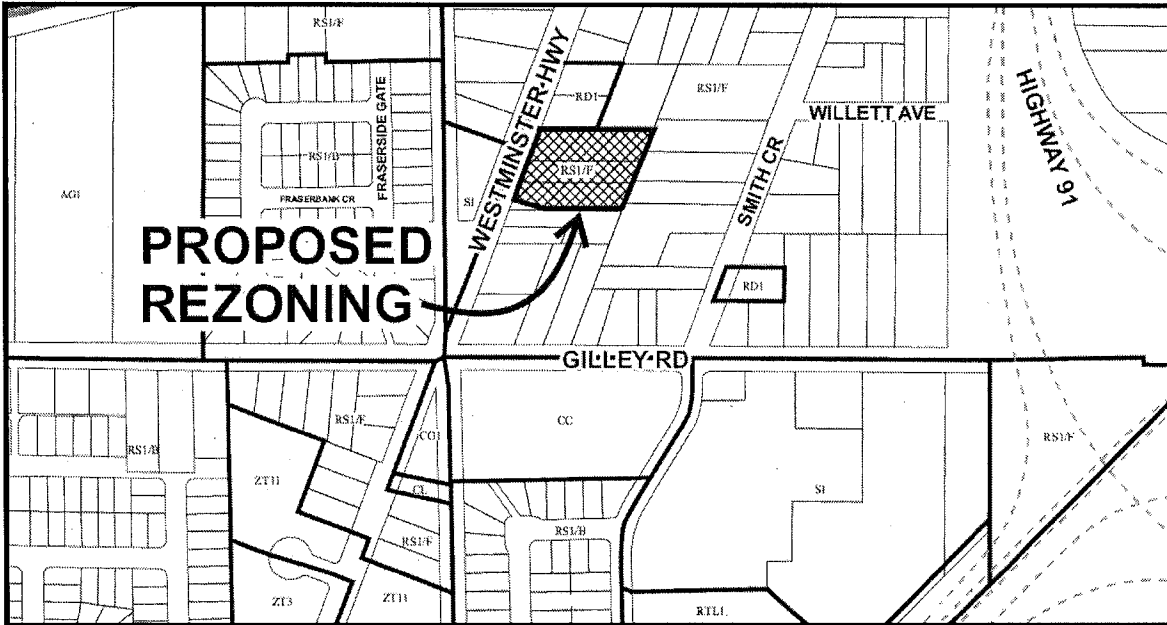 RS1/F
WESTMINSTER HWY
RD1
RS1/F
HIGHWAY 91
WILLETT AVE
FRASERSIDE GATE
RS1/B
RS1/F
SMITH CR
AG1
FRASERBANK CR
SI
PROPOSED
REZONING
RD1
GILLEY RD
RS1/F
CC
RS1/F
RS1/B
CO1
ZT11
CL
SI
RS1/B
RS1/F
ZT3
ZT11
RTL1